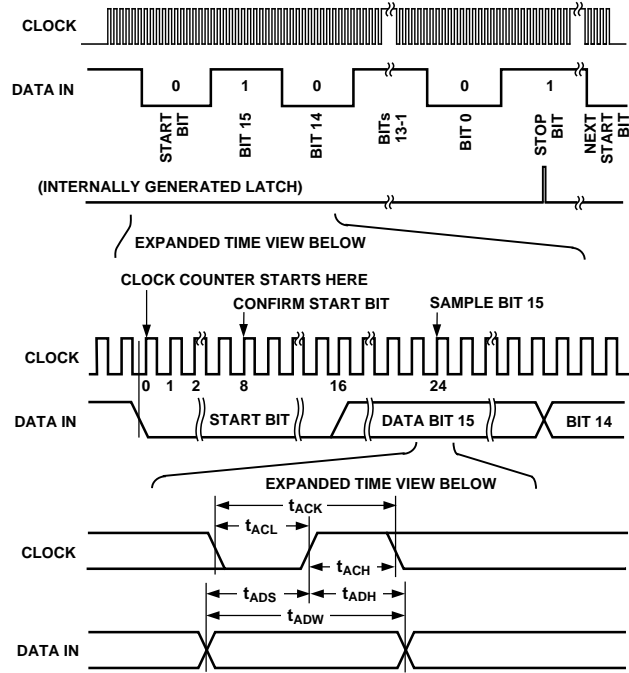 CLOCK
DATA IN
0 1 0 0 1
START BIT
BIT 15
BIT 14
BITs 13-1
BIT 0
STOP BIT
NEXT START BIT
(INTERNALLY GENERATED LATCH)
EXPANDED TIME VIEW BELOW
CLOCK COUNTER STARTS HERE
CONFIRM START BIT
SAMPLE BIT 15
CLOCK
0 1 2 8 16 24
DATA IN
START BIT
DATA BIT 15
BIT 14
EXPANDED TIME VIEW BELOW
tACK
tACL
CLOCK
tACH
tADS
tADH
tADW
DATA IN